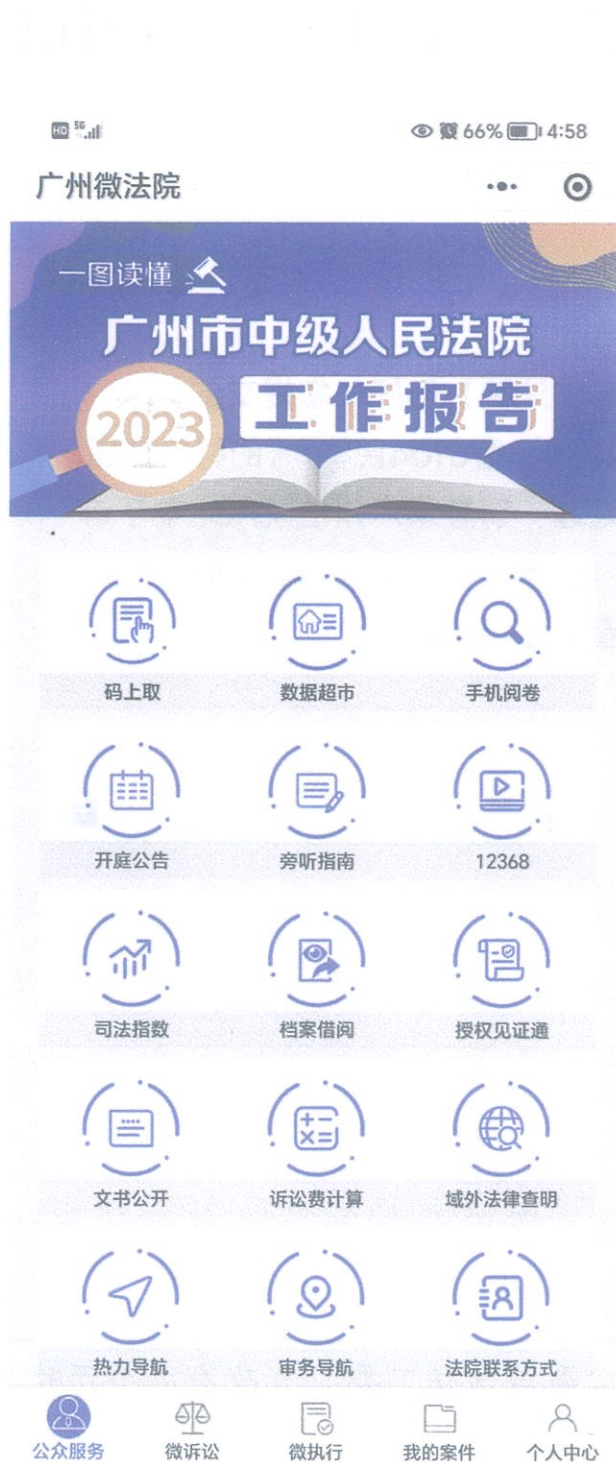 HD 5G 66% 4:58
广州微法院
一图读懂
广州市中级人民法院
2023 工作报告
码上取 数据超市 手机阅卷
开庭公告 旁听指南 12368
司法指数 档案借阅 授权见证通
文书公开 诉讼费计算 域外法律查明
热力导航 审务导航 法院联系方式
公众服务 微诉讼 微执行 我的案件 个人中心